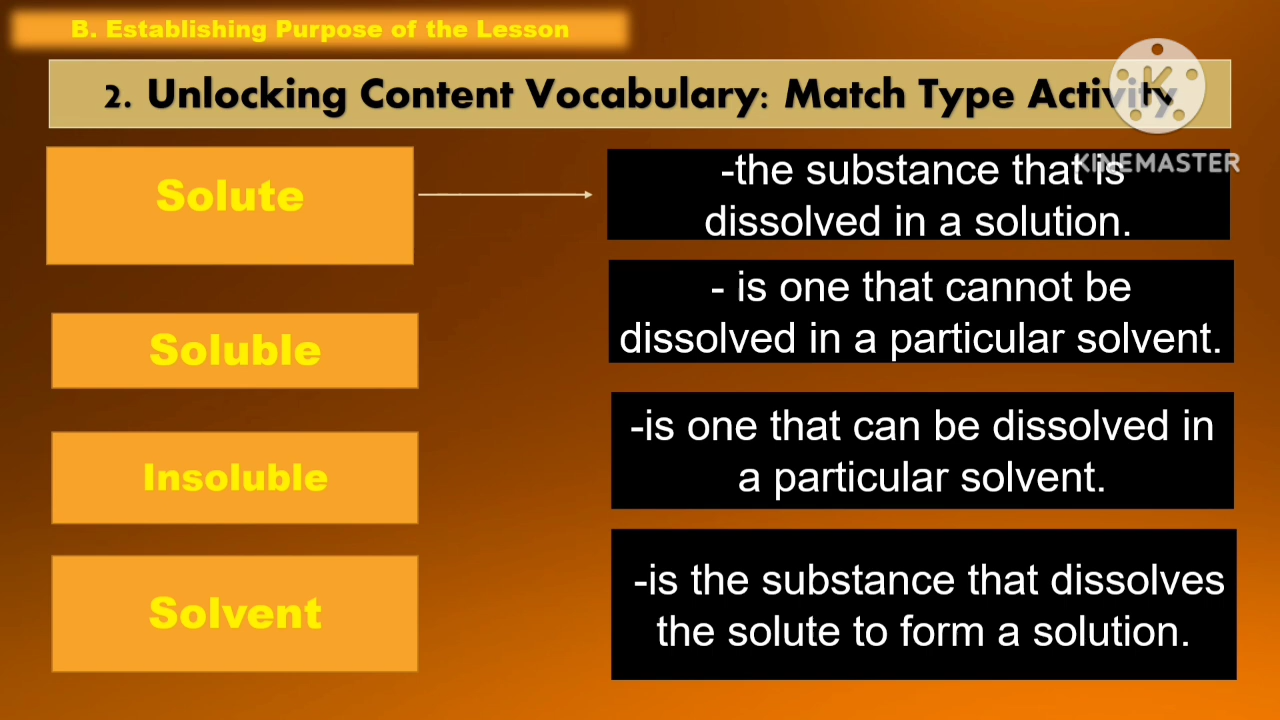 B. Establishing Purpose of the Lesson
2. Unlocking Content Vocabulary: Match Type Activity
K
KINEMASTER
Solute
-the substance that is
dissolved in a solution.
Soluble
- is one that cannot be
dissolved in a particular solvent.
Insoluble
-is one that can be dissolved in
a particular solvent.
Solvent
-is the substance that dissolves
the solute to form a solution.